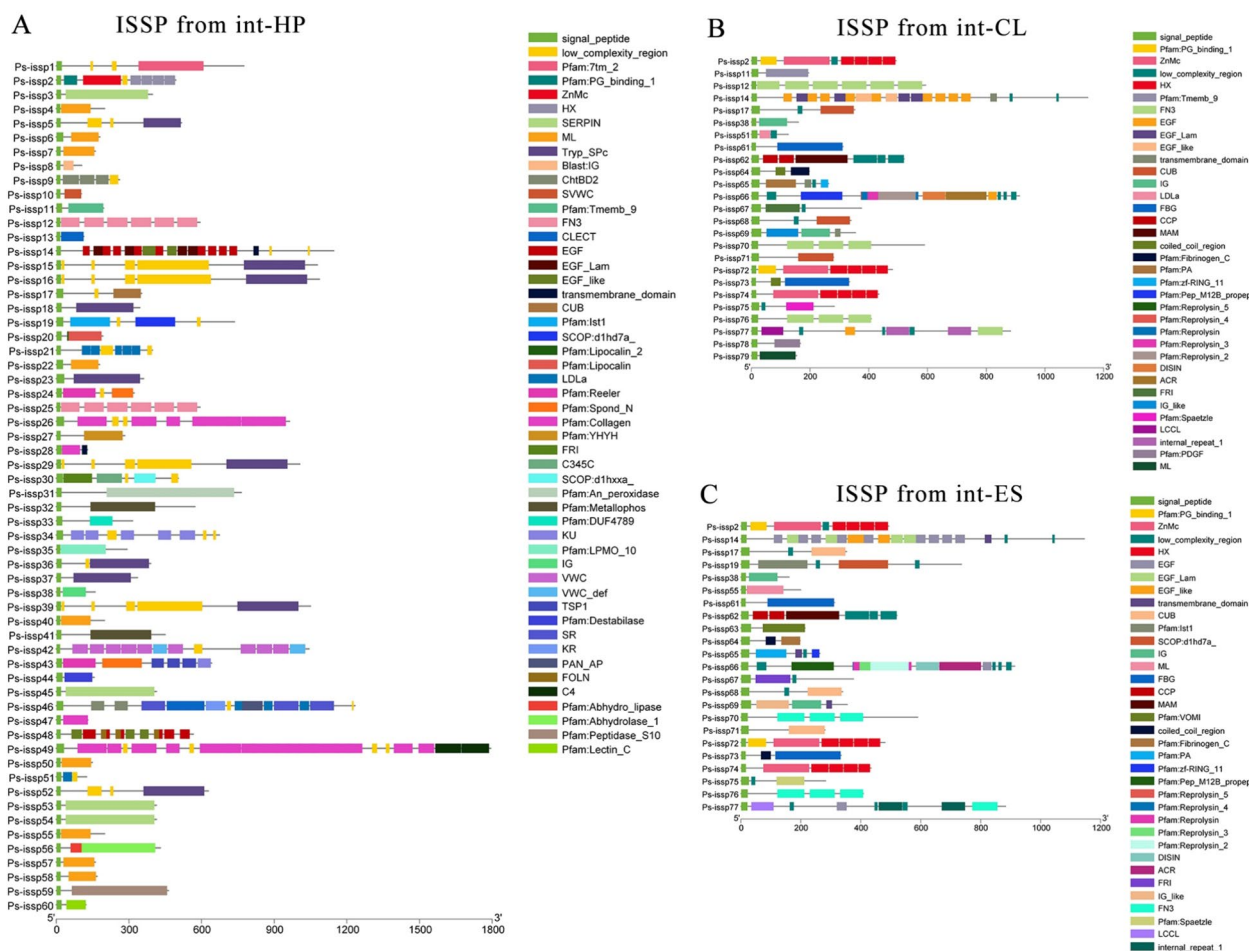 A
ISSP from int-HP
Ps-issp1
Ps-issp2
Ps-issp3
Ps-issp4
Ps-issp5
Ps-issp6
Ps-issp7
Ps-issp8
Ps-issp9
Ps-issp10
Ps-issp11
Ps-issp12
Ps-issp13
Ps-issp14
Ps-issp15
Ps-issp16
Ps-issp17
Ps-issp18
Ps-issp19
Ps-issp20
Ps-issp21
Ps-issp22
Ps-issp23
Ps-issp24
Ps-issp25
Ps-issp26
Ps-issp27
Ps-issp28
Ps-issp29
Ps-issp30
Ps-issp31
Ps-issp32
Ps-issp33
Ps-issp34
Ps-issp35
Ps-issp36
Ps-issp37
Ps-issp38
Ps-issp39
Ps-issp40
Ps-issp41
Ps-issp42
Ps-issp43
Ps-issp44
Ps-issp45
Ps-issp46
Ps-issp47
Ps-issp48
Ps-issp49
Ps-issp50
Ps-issp51
Ps-issp52
Ps-issp53
Ps-issp54
Ps-issp55
Ps-issp56
Ps-issp57
Ps-issp58
Ps-issp59
Ps-issp60
5' 3'
0 300 600 900 1200 1500 1800
signal_peptide
low_complexity_region
Pfam:7tm_2
Pfam:PG_binding_1
ZnMc
HX
SERPIN
ML
Tryp_SPc
Blast:IG
ChtBD2
SVWC
Pfam:Tmemb_9
FN3
CLECT
EGF
EGF_Lam
EGF_like
transmembrane_domain
CUB
Pfam:Ist1
SCOP:d1hd7a_
Pfam:Lipocalin_2
Pfam:Lipocalin
LDLa
Pfam:Reeler
Pfam:Spond_N
Pfam:Collagen
Pfam:YHYH
FRI
C345C
SCOP:d1hxxa_
Pfam:An_peroxidase
Pfam:Metallophos
Pfam:DUF4789
KU
Pfam:LPMO_10
IG
VWC
VWC_def
TSP1
Pfam:Destabilase
SR
KR
PAN_AP
FOLN
C4
Pfam:Abhydro_lipase
Pfam:Abhydrolase_1
Pfam:Peptidase_S10
Pfam:Lectin_C
B
ISSP from int-CL
Ps-issp2
Ps-issp11
Ps-issp12
Ps-issp14
Ps-issp17
Ps-issp38
Ps-issp51
Ps-issp61
Ps-issp62
Ps-issp64
Ps-issp65
Ps-issp66
Ps-issp67
Ps-issp68
Ps-issp69
Ps-issp70
Ps-issp71
Ps-issp72
Ps-issp73
Ps-issp74
Ps-issp75
Ps-issp76
Ps-issp77
Ps-issp78
Ps-issp79
5' 3'
0 200 400 600 800 1000 1200
signal_peptide
Pfam:PG_binding_1
ZnMc
low_complexity_region
HX
Pfam:Tmemb_9
FN3
EGF
EGF_Lam
EGF_like
transmembrane_domain
CUB
IG
LDLa
FBG
CCP
MAM
coiled_coil_region
Pfam:Fibrinogen_C
Pfam:PA
Pfam:zf-RING_11
Pfam:Pep_M12B_propep
Pfam:Reprolysin_5
Pfam:Reprolysin_4
Pfam:Reprolysin
Pfam:Reprolysin_3
Pfam:Reprolysin_2
DISIN
ACR
FRI
IG_like
Pfam:Spaetzle
LCCL
internal_repeat_1
Pfam:PDGF
ML
C
ISSP from int-ES
Ps-issp2
Ps-issp14
Ps-issp17
Ps-issp19
Ps-issp38
Ps-issp55
Ps-issp61
Ps-issp62
Ps-issp63
Ps-issp64
Ps-issp65
Ps-issp66
Ps-issp67
Ps-issp68
Ps-issp69
Ps-issp70
Ps-issp71
Ps-issp72
Ps-issp73
Ps-issp74
Ps-issp75
Ps-issp76
Ps-issp77
5' 3'
0 200 400 600 800 1000 1200
signal_peptide
Pfam:PG_binding_1
ZnMc
low_complexity_region
HX
EGF
EGF_Lam
EGF_like
transmembrane_domain
CUB
Pfam:Ist1
SCOP:d1hd7a_
IG
ML
FBG
CCP
MAM
Pfam:VOMI
coiled_coil_region
Pfam:Fibrinogen_C
Pfam:PA
Pfam:zf-RING_11
Pfam:Pep_M12B_propep
Pfam:Reprolysin_5
Pfam:Reprolysin_4
Pfam:Reprolysin
Pfam:Reprolysin_3
Pfam:Reprolysin_2
DISIN
ACR
FRI
IG_like
FN3
Pfam:Spaetzle
LCCL
internal_repeat_1